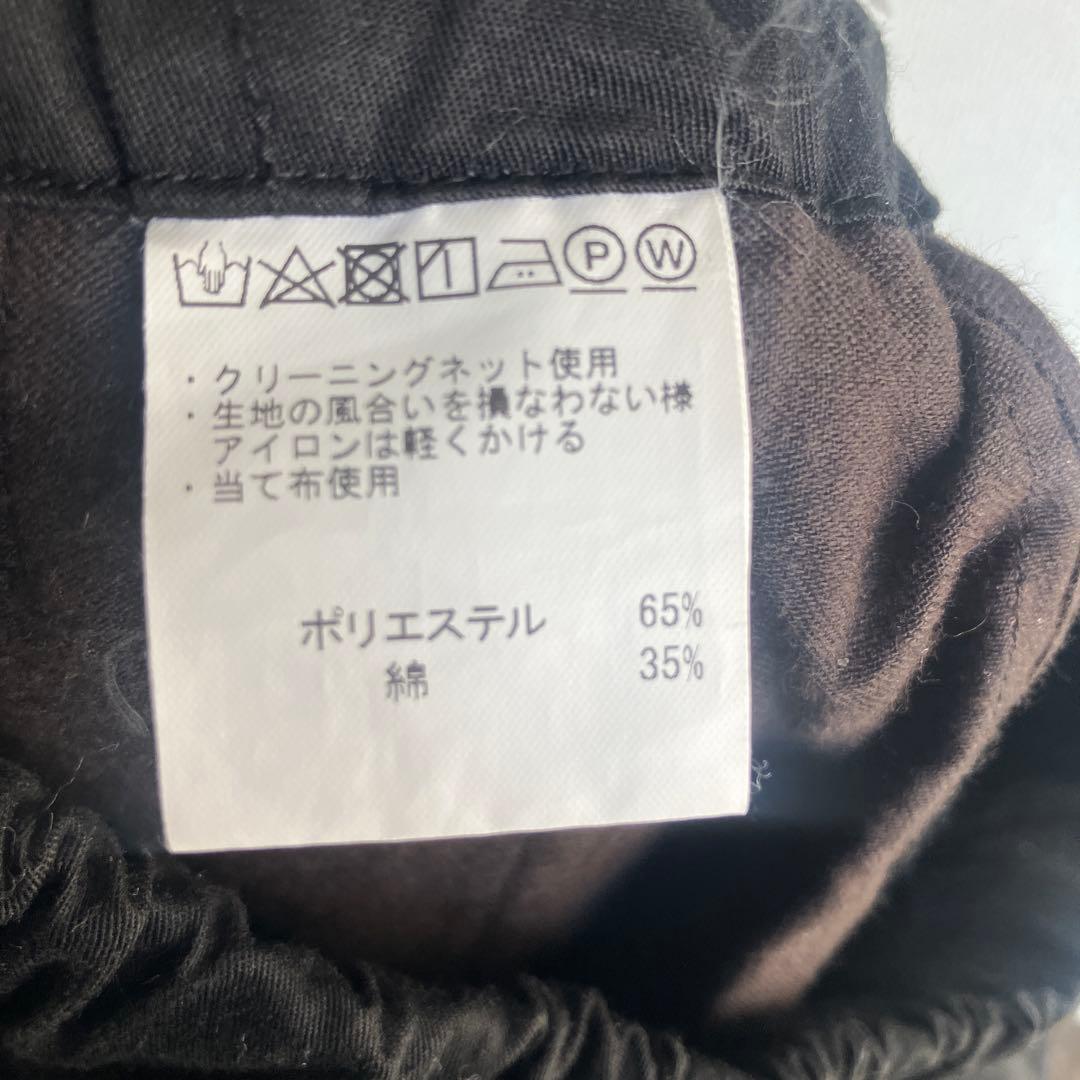 P W
・クリーニングネット使用
・生地の風合いを損なわない様
アイロンは軽くかける
・当て布使用
ポリエステル 65%
綿 35%